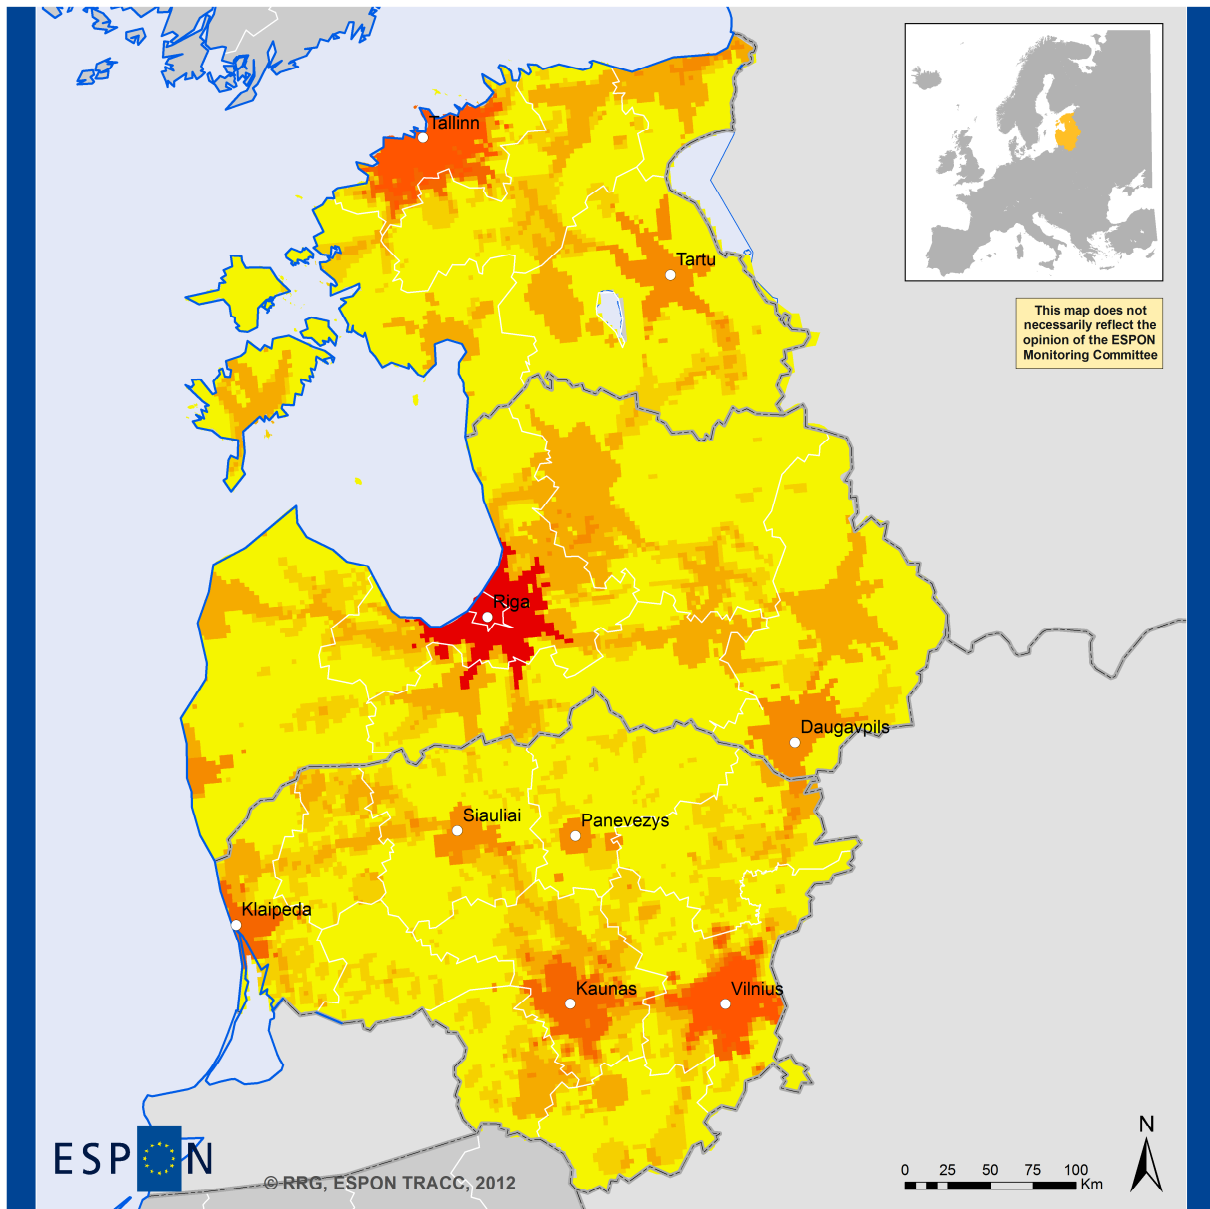 Tallinn
Tartu
This map does not
necessarily reflect the
opinion of the ESPON
Monitoring Committee
Riga
Daugavpils
Siauliai
Panevezys
Klaipeda
Kaunas
Vilnius
ESPON
© RRG, ESPON TRACC, 2012
N
0 25 50 75 100
Km